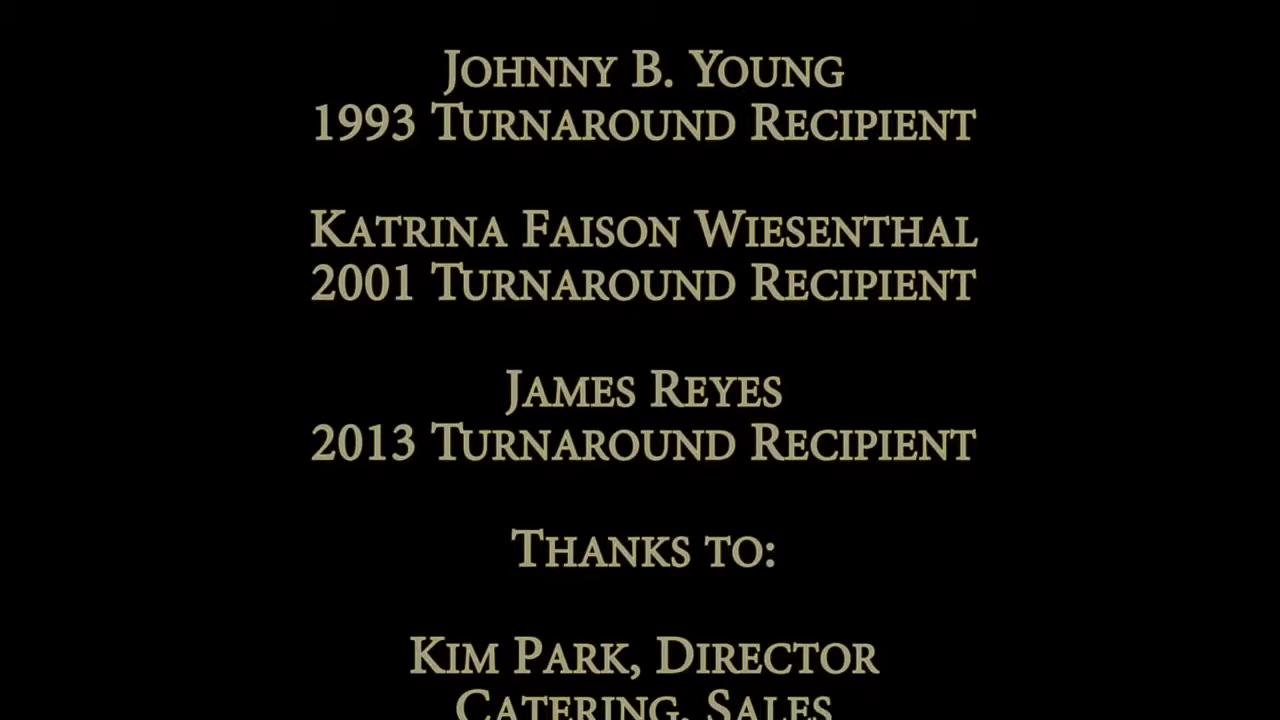 Johnny B. Young
1993 Turnaround Recipient
Katrina Faison Wiesenthal
2001 Turnaround Recipient
James Reyes
2013 Turnaround Recipient
Thanks to:
Kim Park, Director
Catering, Sales